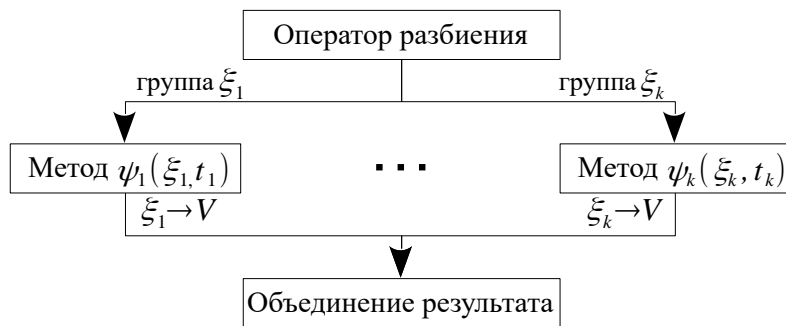 Оператор разбиения
группа ξ₁ группа ξₖ
Метод ψ₁(ξ₁,t₁) ... Метод ψₖ(ξₖ, tₖ)
ξ₁→V ξₖ→V
Объединение результата